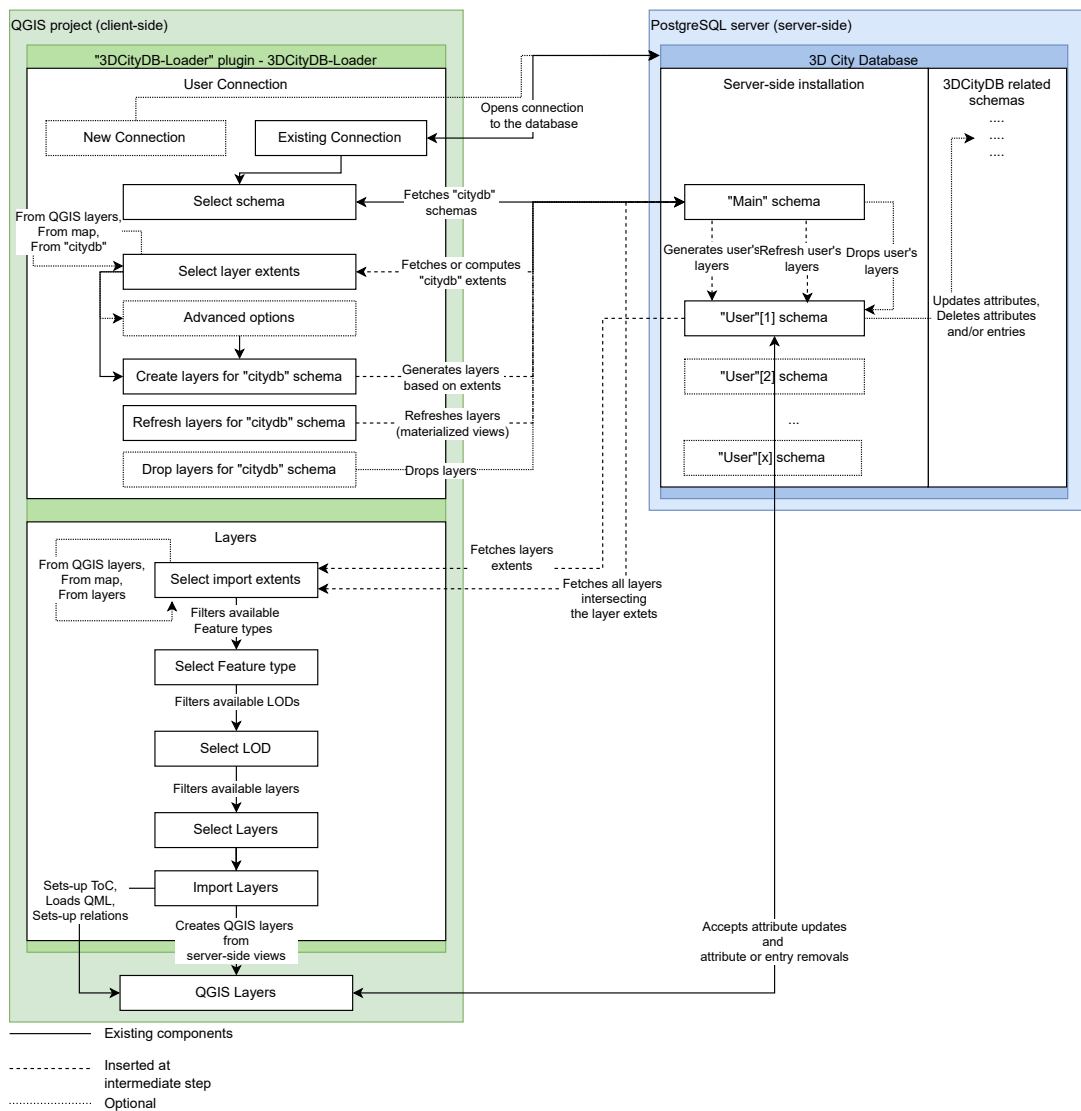 QGIS project (client-side)
"3DCityDB-Loader" plugin - 3DCityDB-Loader
User Connection
New Connection
Existing Connection
Opens connection
to the database
Select schema
Fetches "citydb"
schemas
From QGIS layers,
From map,
From "citydb"
Select layer extents
Fetches or computes
"citydb" extents
Advanced options
Create layers for "citydb" schema
Generates layers
based on extents
Refresh layers for "citydb" schema
Refreshes layers
(materialized views)
Drop layers for "citydb" schema
Drops layers
PostgreSQL server (server-side)
3D City Database
Server-side installation
3DCityDB related
schemas
....
....
....
"Main" schema
Generates user's
layers
Refresh user's
layers
Drops user's
layers
"User"[1] schema
Updates attributes,
Deletes attributes
and/or entries
"User"[2] schema
...
"User"[x] schema
Layers
From QGIS layers,
From map,
From layers
Select import extents
Fetches layers
extents
Fetches all layers
intersecting
the layer extets
Filters available
Feature types
Select Feature type
Filters available LODs
Select LOD
Filters available layers
Select Layers
Import Layers
Sets-up ToC,
Loads QML,
Sets-up relations
Creates QGIS layers
from
server-side views
QGIS Layers
Accepts attribute updates
and
attribute or entry removals
Existing components
Inserted at
intermediate step
Optional